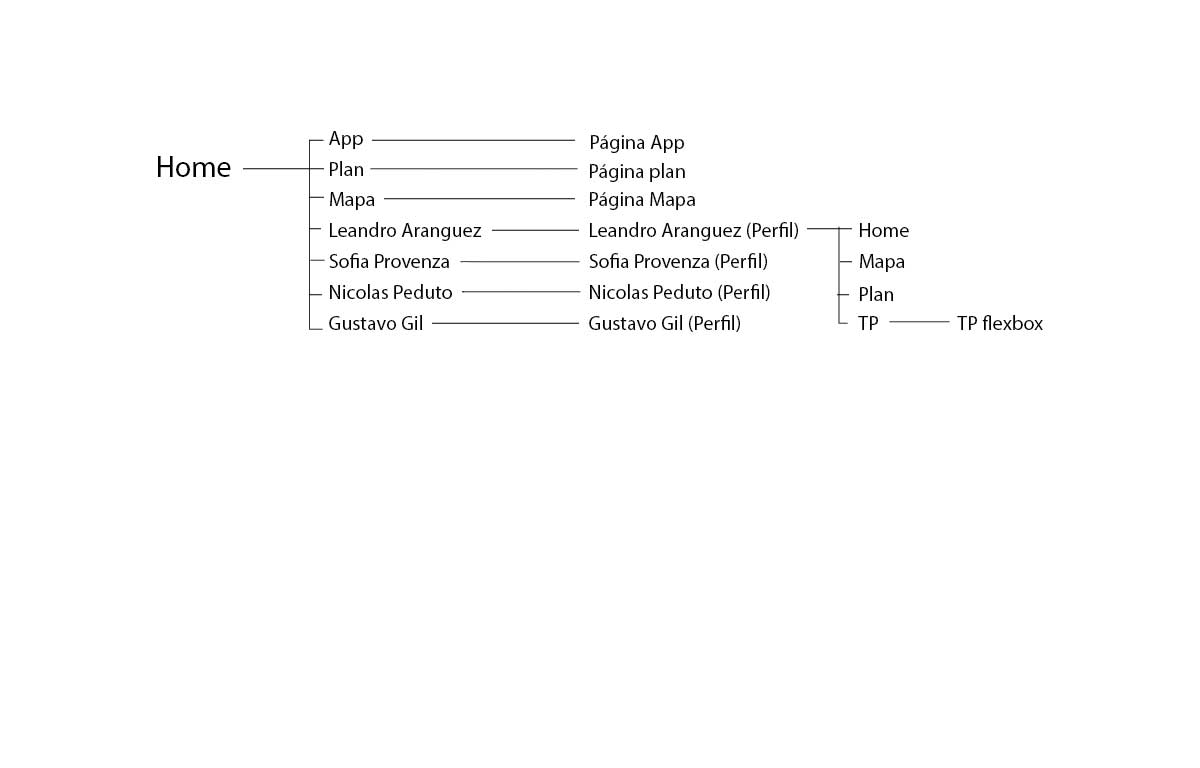 Home
App
Plan
Mapa
Leandro Aranguez
Sofia Provenza
Nicolas Peduto
Gustavo Gil
Página App
Página plan
Página Mapa
Leandro Aranguez (Perfil)
Sofia Provenza (Perfil)
Nicolas Peduto (Perfil)
Gustavo Gil (Perfil)
Home
Mapa
Plan
TP
TP flexbox